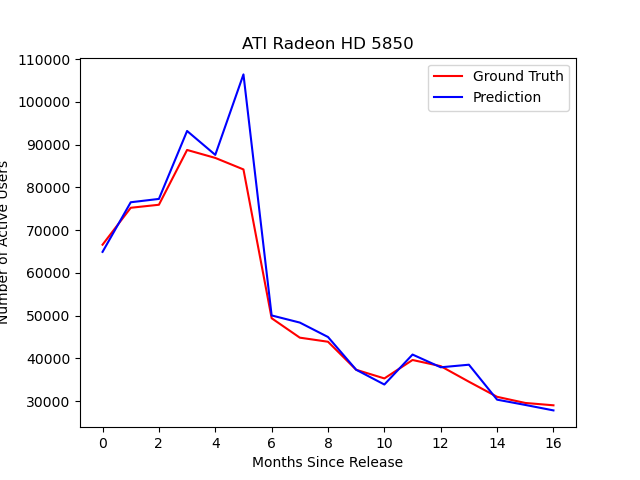 ATI Radeon HD 5850
Ground Truth
Prediction
110000
100000
90000
80000
70000
60000
50000
40000
30000
Number of Active Users
0 2 4 6 8 10 12 14 16
Months Since Release